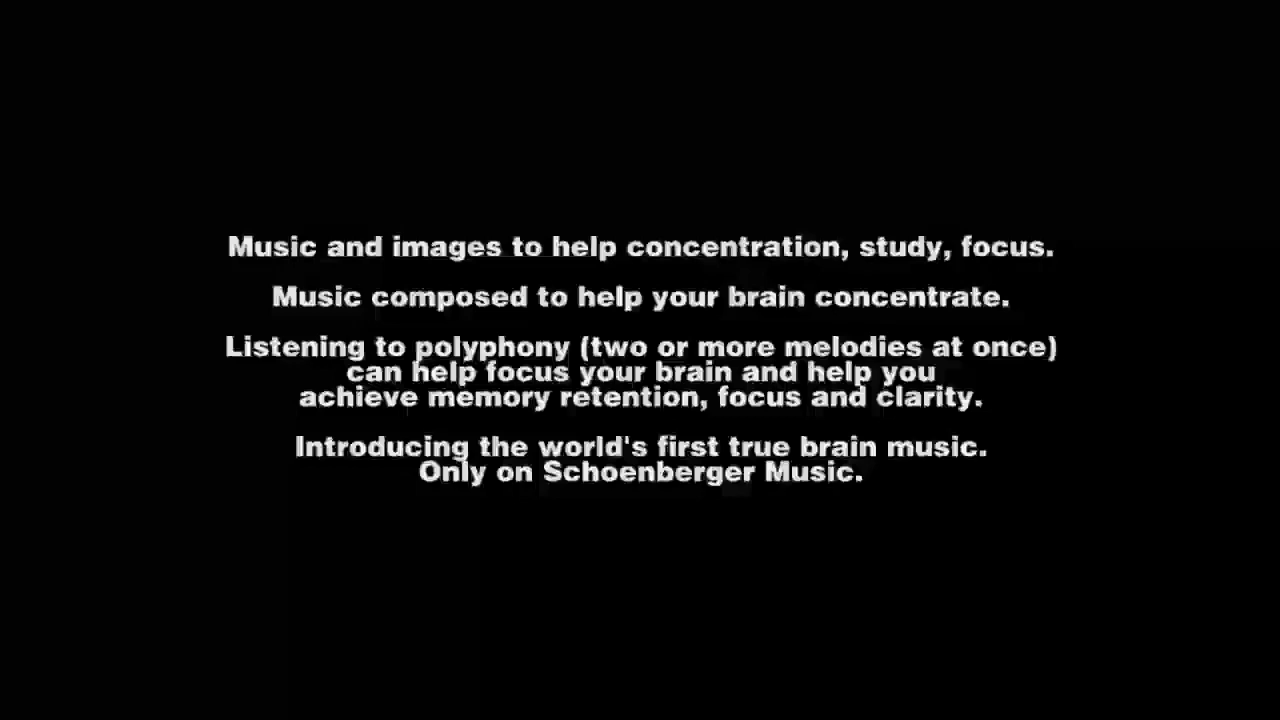 Music and images to help concentration, study, focus.
Music composed to help your brain concentrate.
Listening to polyphony (two or more melodies at once)
can help focus your brain and help you
achieve memory retention, focus and clarity.
Introducing the world's first true brain music.
Only on Schoenberger Music.